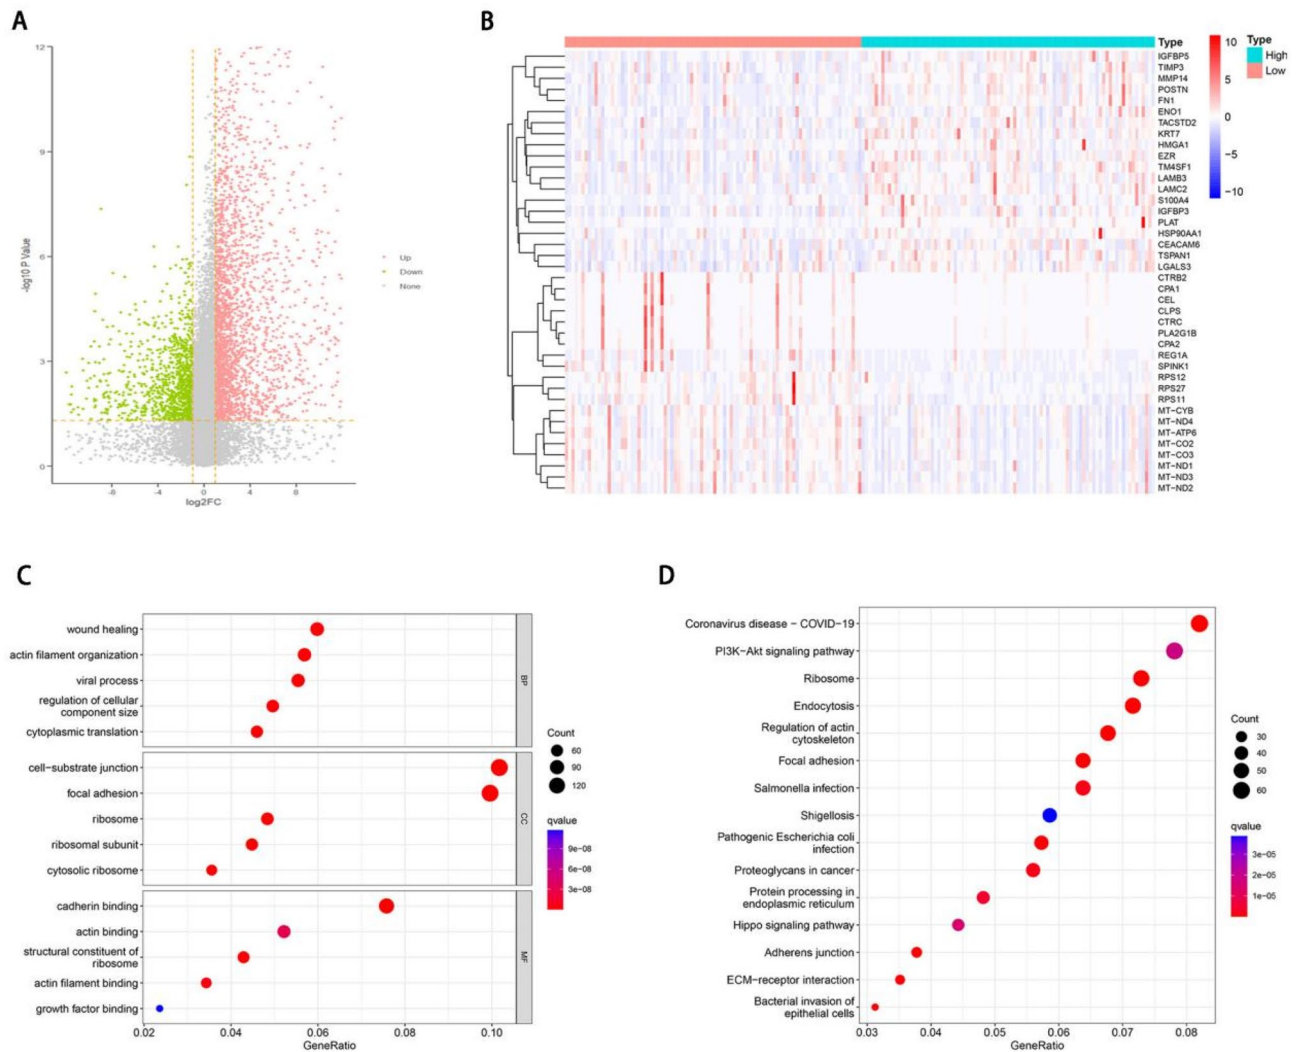 A
12
9
6
3
0
-log10 P Value
-8
-4
0
4
8
log2FC
Up
Down
None
B
Type
IGFBP5
TIMP3
MMP14
POSTN
FN1
ENO1
TACSTD2
KRT7
HMGA1
EZR
TM4SF1
LAMB3
LAMC2
S100A4
IGFBP3
PLAT
HSP90AA1
CEACAM6
TSPAN1
LGALS3
CTRB2
CPA1
CEL
CLPS
CTRC
PLA2G1B
CPA2
REG1A
SPINK1
RPS12
RPS27
RPS11
MT−CYB
MT−ND4
MT−ATP6
MT−CO2
MT−CO3
MT−ND1
MT−ND3
MT−ND2
10
5
0
−5
−10
Type
High
Low
C
wound healing
actin filament organization
viral process
regulation of cellular
component size
cytoplasmic translation
BP
cell−substrate junction
focal adhesion
ribosome
ribosomal subunit
cytosolic ribosome
CC
cadherin binding
actin binding
structural constituent of
ribosome
actin filament binding
growth factor binding
MF
0.02
0.04
0.06
0.08
0.10
GeneRatio
Count
60
90
120
qvalue
9e−08
6e−08
3e−08
D
Coronavirus disease − COVID−19
PI3K−Akt signaling pathway
Ribosome
Endocytosis
Regulation of actin
cytoskeleton
Focal adhesion
Salmonella infection
Shigellosis
Pathogenic Escherichia coli
infection
Proteoglycans in cancer
Protein processing in
endoplasmic reticulum
Hippo signaling pathway
Adherens junction
ECM−receptor interaction
Bacterial invasion of
epithelial cells
0.03
0.04
0.05
0.06
0.07
0.08
GeneRatio
Count
30
40
50
60
qvalue
3e−05
2e−05
1e−05